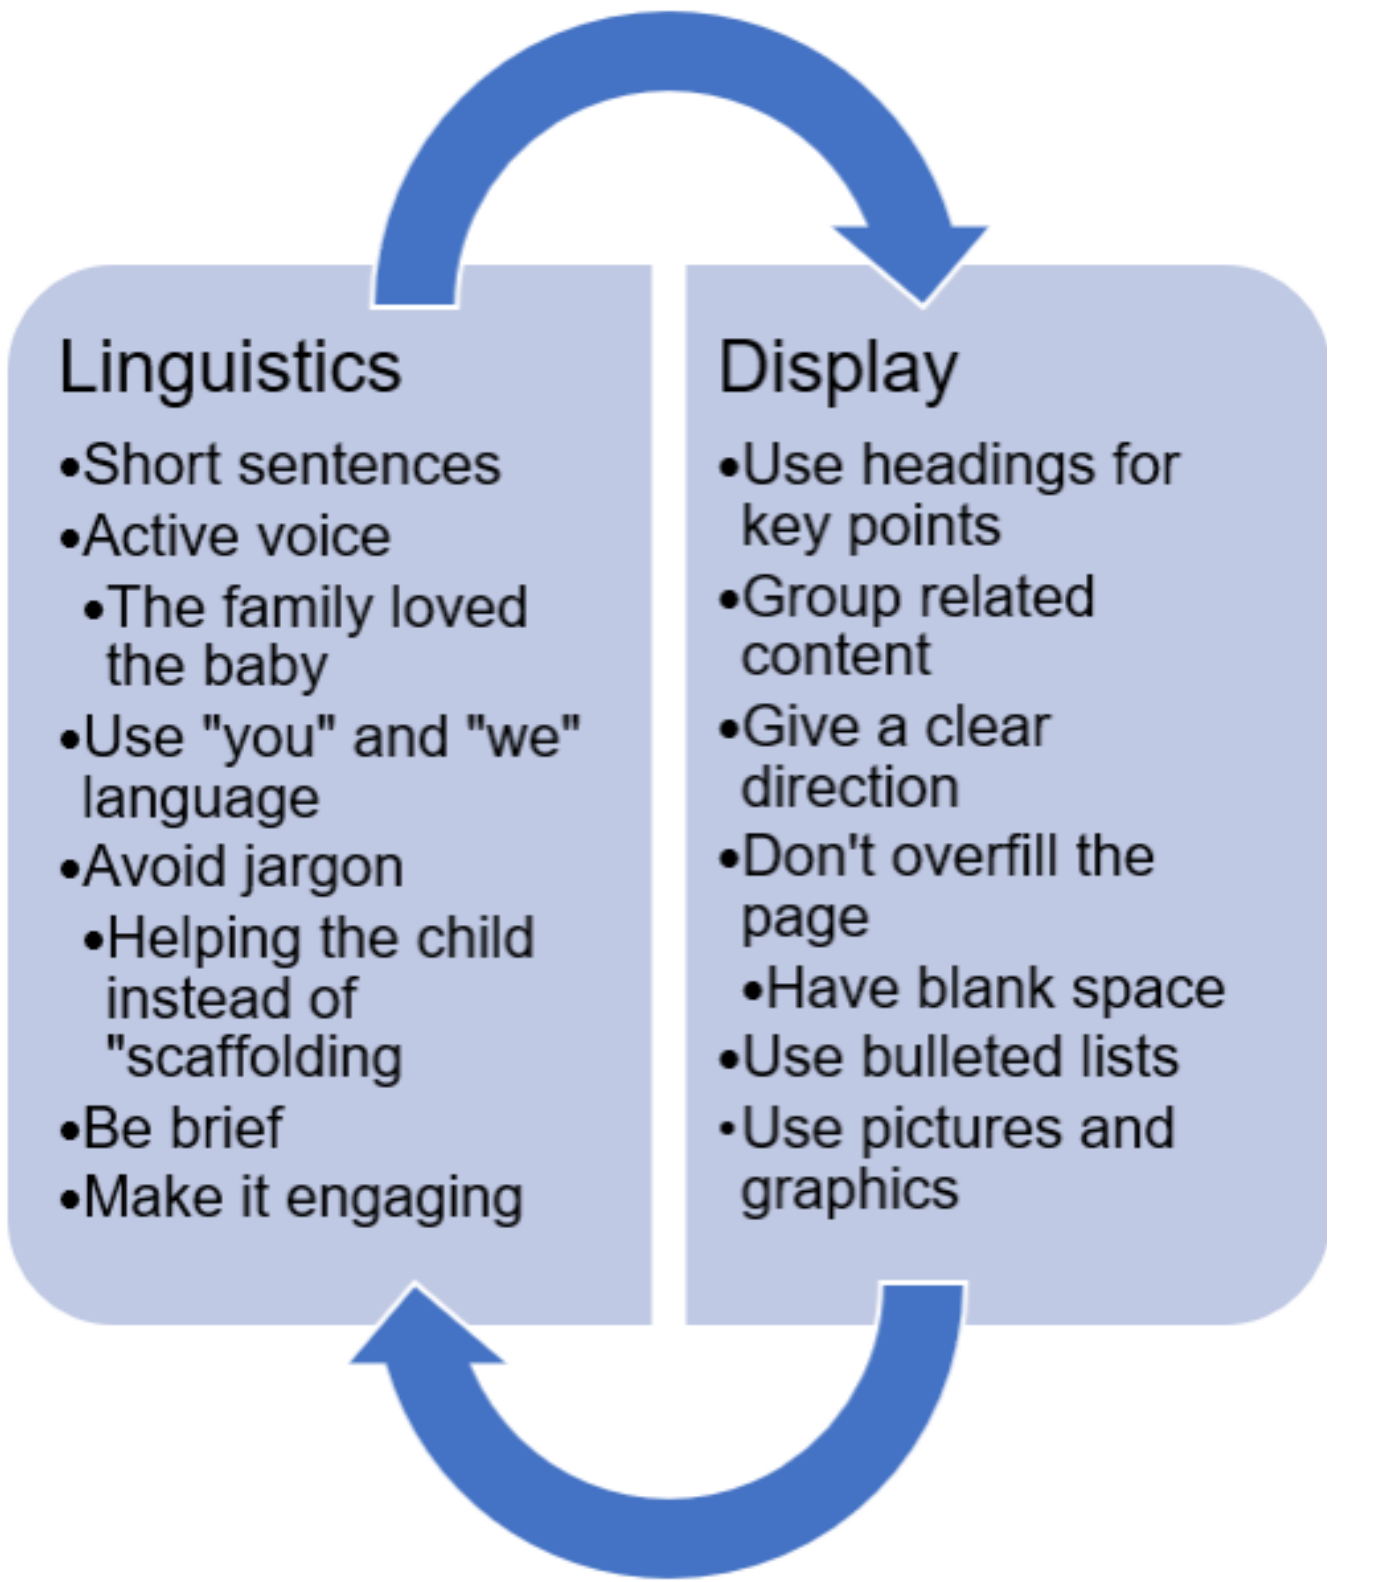 Linguistics
•Short sentences
•Active voice
•The family loved
the baby
•Use "you" and "we"
language
•Avoid jargon
•Helping the child
instead of
"scaffolding
•Be brief
•Make it engaging
Display
•Use headings for
key points
•Group related
content
•Give a clear
direction
•Don't overfill the
page
•Have blank space
•Use bulleted lists
•Use pictures and
graphics